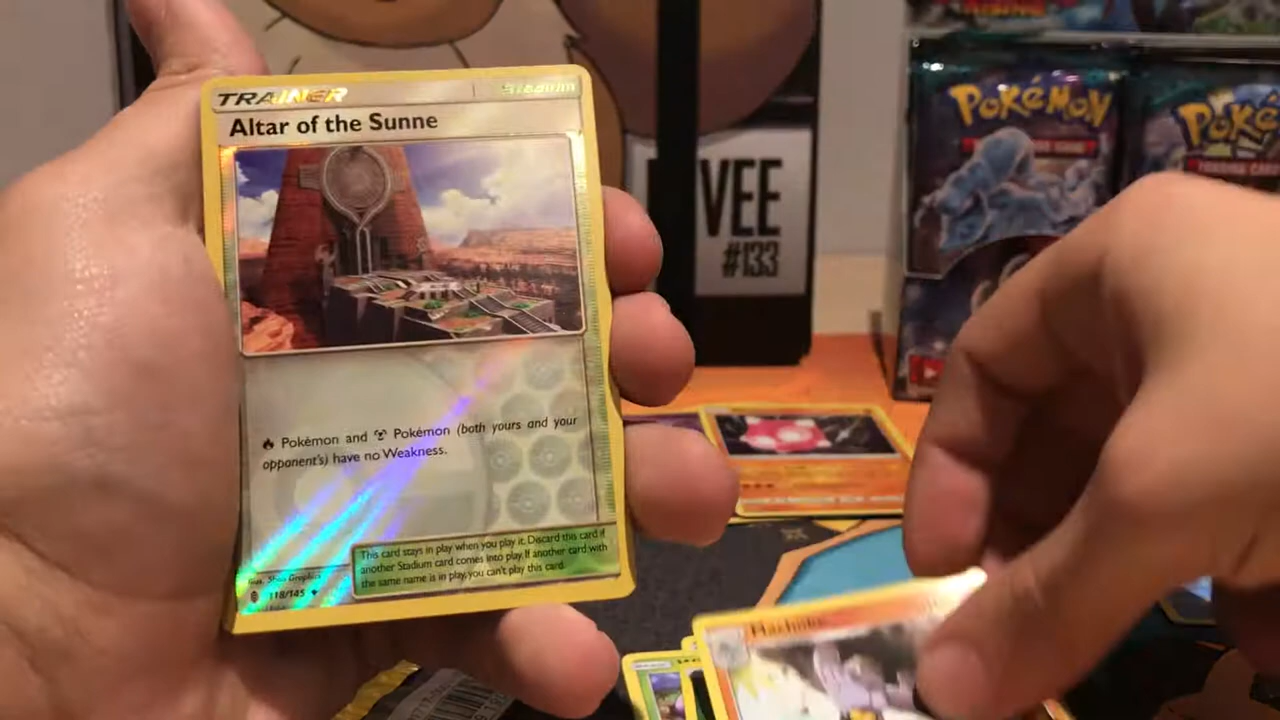 TRAINER
Stadium
Altar of the Sunne
Pokémon and Pokémon (both yours and your
opponent's) have no Weakness.
This card stays in play when you play it. Discard this card if
another Stadium card comes into play. If another card with
the same name is in play, you can't play this card.
118/145
VEE
#133
POKÉMON
POKÉ
Machoke